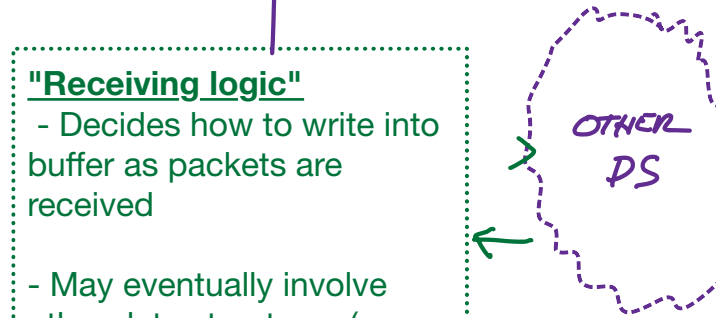 "Receiving logic"
- Decides how to write into
buffer as packets are
received
- May eventually involve
OTHER
DS